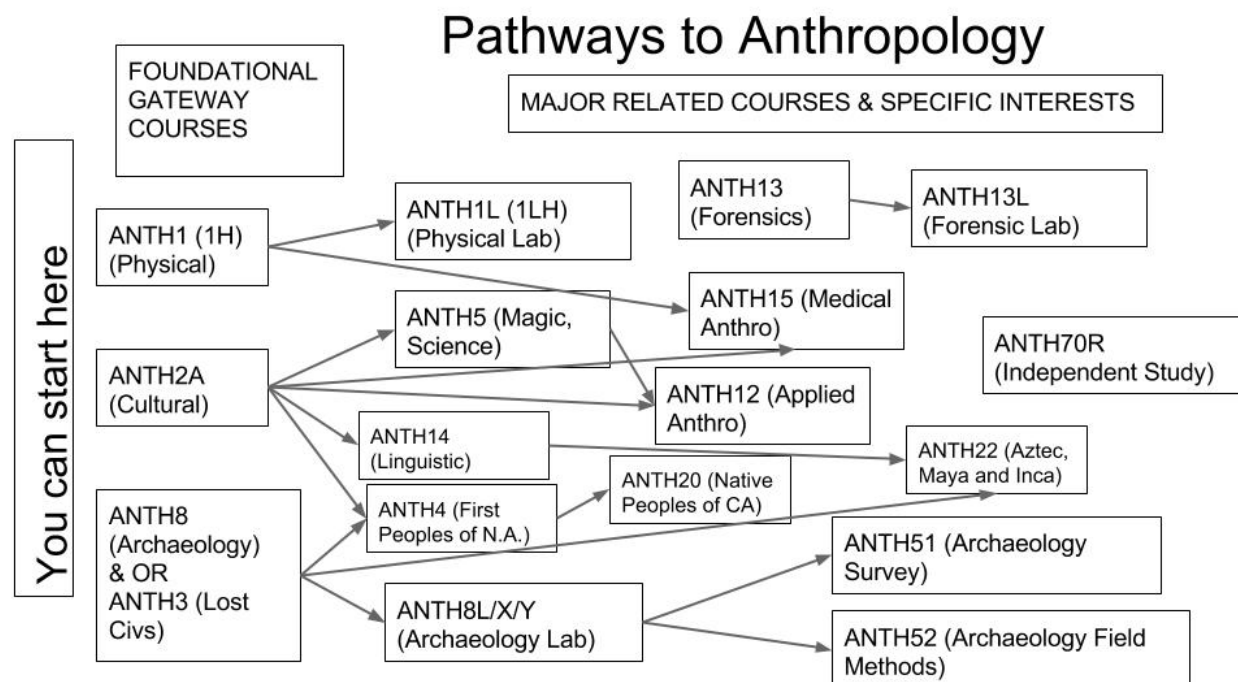 Pathways to Anthropology
FOUNDATIONAL
GATEWAY
COURSES
MAJOR RELATED COURSES & SPECIFIC INTERESTS
You can start here
ANTH1 (1H)
(Physical)
ANTH1L (1LH)
(Physical Lab)
ANTH13
(Forensics)
ANTH13L
(Forensic Lab)
ANTH2A
(Cultural)
ANTH5 (Magic,
Science)
ANTH15 (Medical
Anthro)
ANTH70R
(Independent Study)
ANTH12 (Applied
Anthro)
ANTH14
(Linguistic)
ANTH22 (Aztec,
Maya and Inca)
ANTH8
(Archaeology)
& OR
ANTH3 (Lost
Civs)
ANTH4 (First
Peoples of N.A.)
ANTH20 (Native
Peoples of CA)
ANTH8L/X/Y
(Archaeology Lab)
ANTH51 (Archaeology
Survey)
ANTH52 (Archaeology Field
Methods)